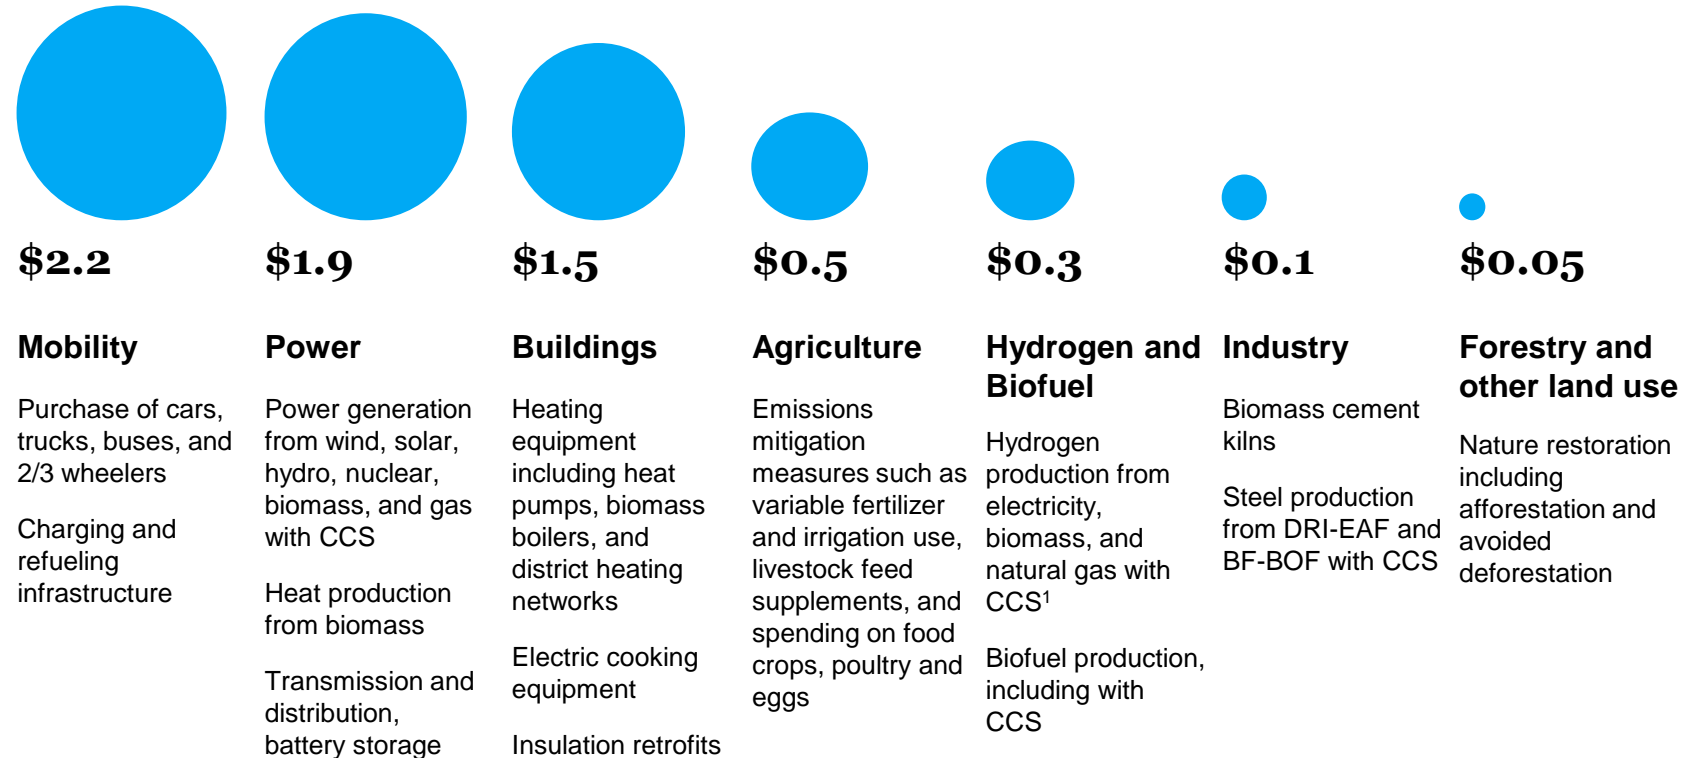 $2.2
Mobility
Purchase of cars,
trucks, buses, and
2/3 wheelers
Charging and
refueling
infrastructure
$1.9
Power
Power generation
from wind, solar,
hydro, nuclear,
biomass, and gas
with CCS
Heat production
from biomass
Transmission and
distribution,
battery storage
$1.5
Buildings
Heating
equipment
including heat
pumps, biomass
boilers, and
district heating
networks
Electric cooking
equipment
Insulation retrofits
$0.5
Agriculture
Emissions
mitigation
measures such as
variable fertilizer
and irrigation use,
livestock feed
supplements, and
spending on food
crops, poultry and
eggs
$0.3
Hydrogen and
Biofuel
Hydrogen
production from
electricity,
biomass, and
natural gas with
CCS¹
Biofuel production,
including with
CCS
$0.1
Industry
Biomass cement
kilns
Steel production
from DRI-EAF and
BF-BOF with CCS
$0.05
Forestry and
other land use
Nature restoration
including
afforestation and
avoided
deforestation